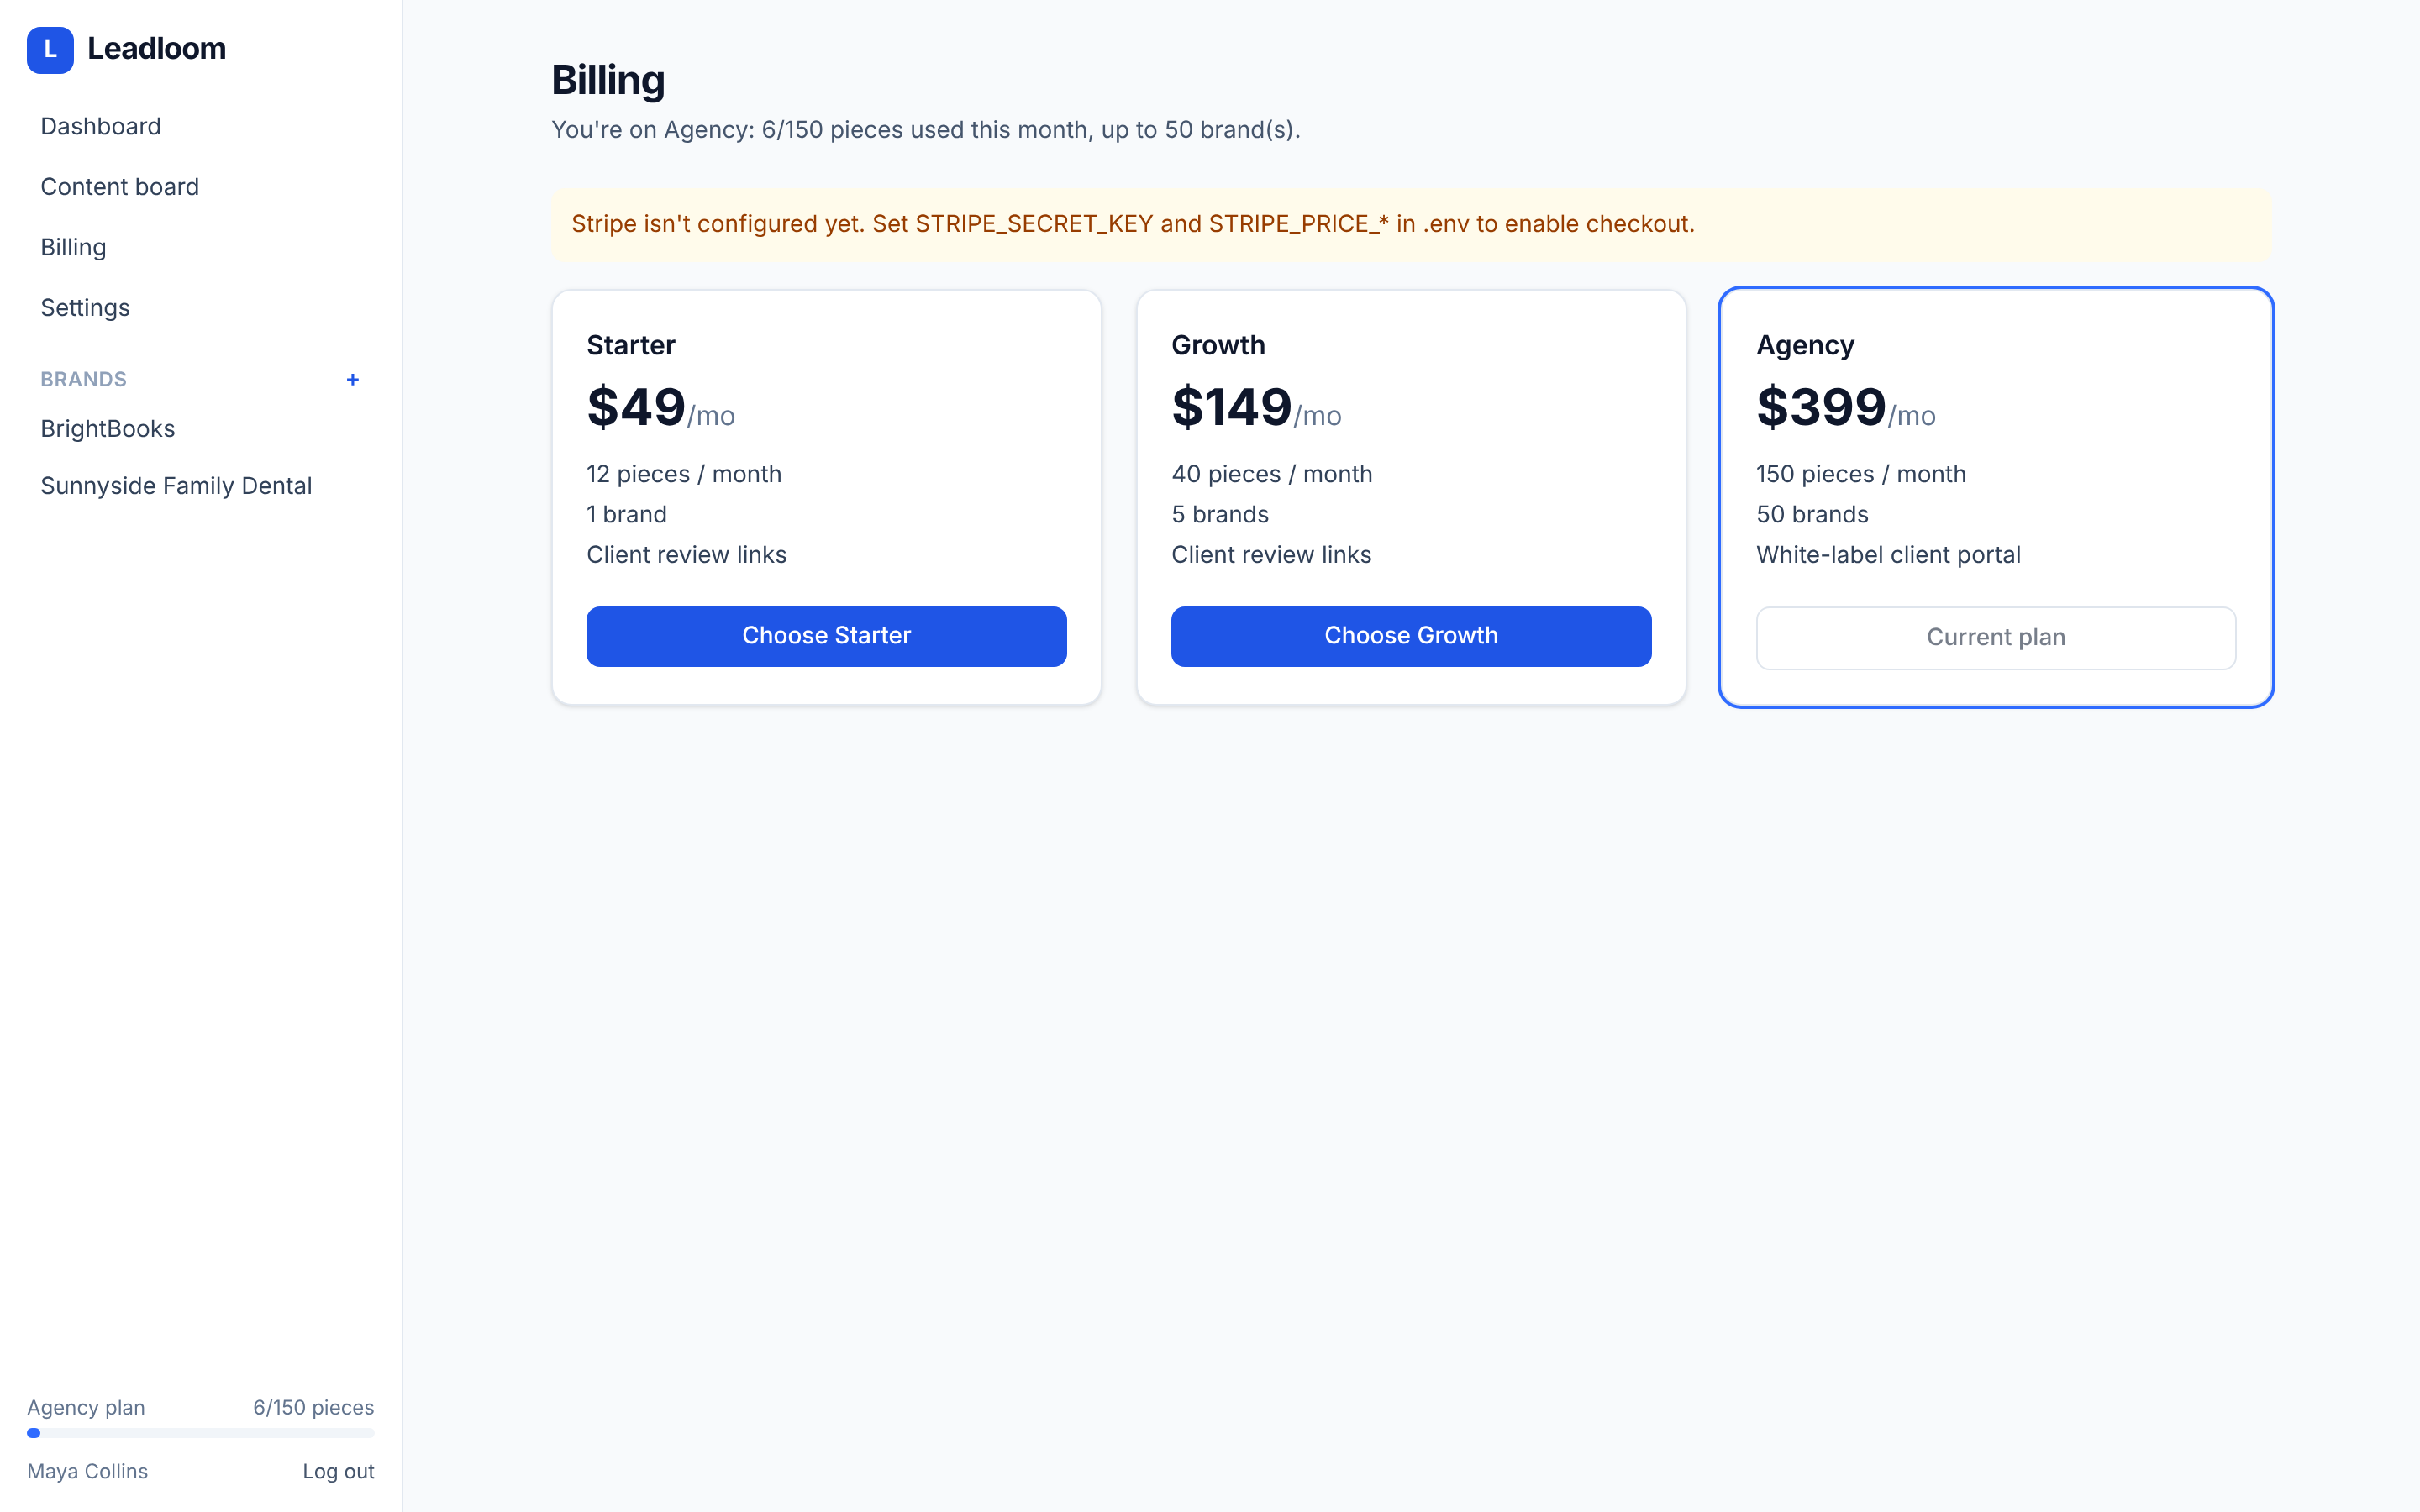 L Leadloom
Dashboard
Content board
Billing
Settings
BRANDS +
BrightBooks
Sunnyside Family Dental
Agency plan 6/150 pieces
Maya Collins Log out
Billing
You're on Agency: 6/150 pieces used this month, up to 50 brand(s).
Stripe isn't configured yet. Set STRIPE_SECRET_KEY and STRIPE_PRICE_* in .env to enable checkout.
Starter
$49/mo
12 pieces / month
1 brand
Client review links
Choose Starter
Growth
$149/mo
40 pieces / month
5 brands
Client review links
Choose Growth
Agency
$399/mo
150 pieces / month
50 brands
White-label client portal
Current plan